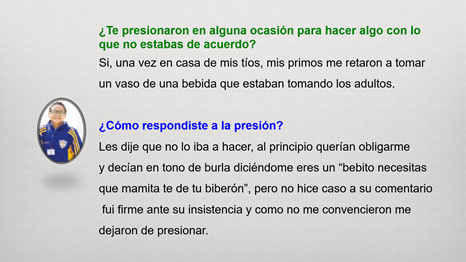 ¿Te presionaron en alguna ocasión para hacer algo con lo
que no estabas de acuerdo?
Si, una vez en casa de mis tíos, mis primos me retaron a tomar
un vaso de una bebida que estaban tomando los adultos.
¿Cómo respondiste a la presión?
Les dije que no lo iba a hacer, al principio querían obligarme
y decían en tono de burla diciéndome eres un “bebito necesitas
que mamita te de tu biberón”, pero no hice caso a su comentario
fui firme ante su insistencia y como no me convencieron me
dejaron de presionar.